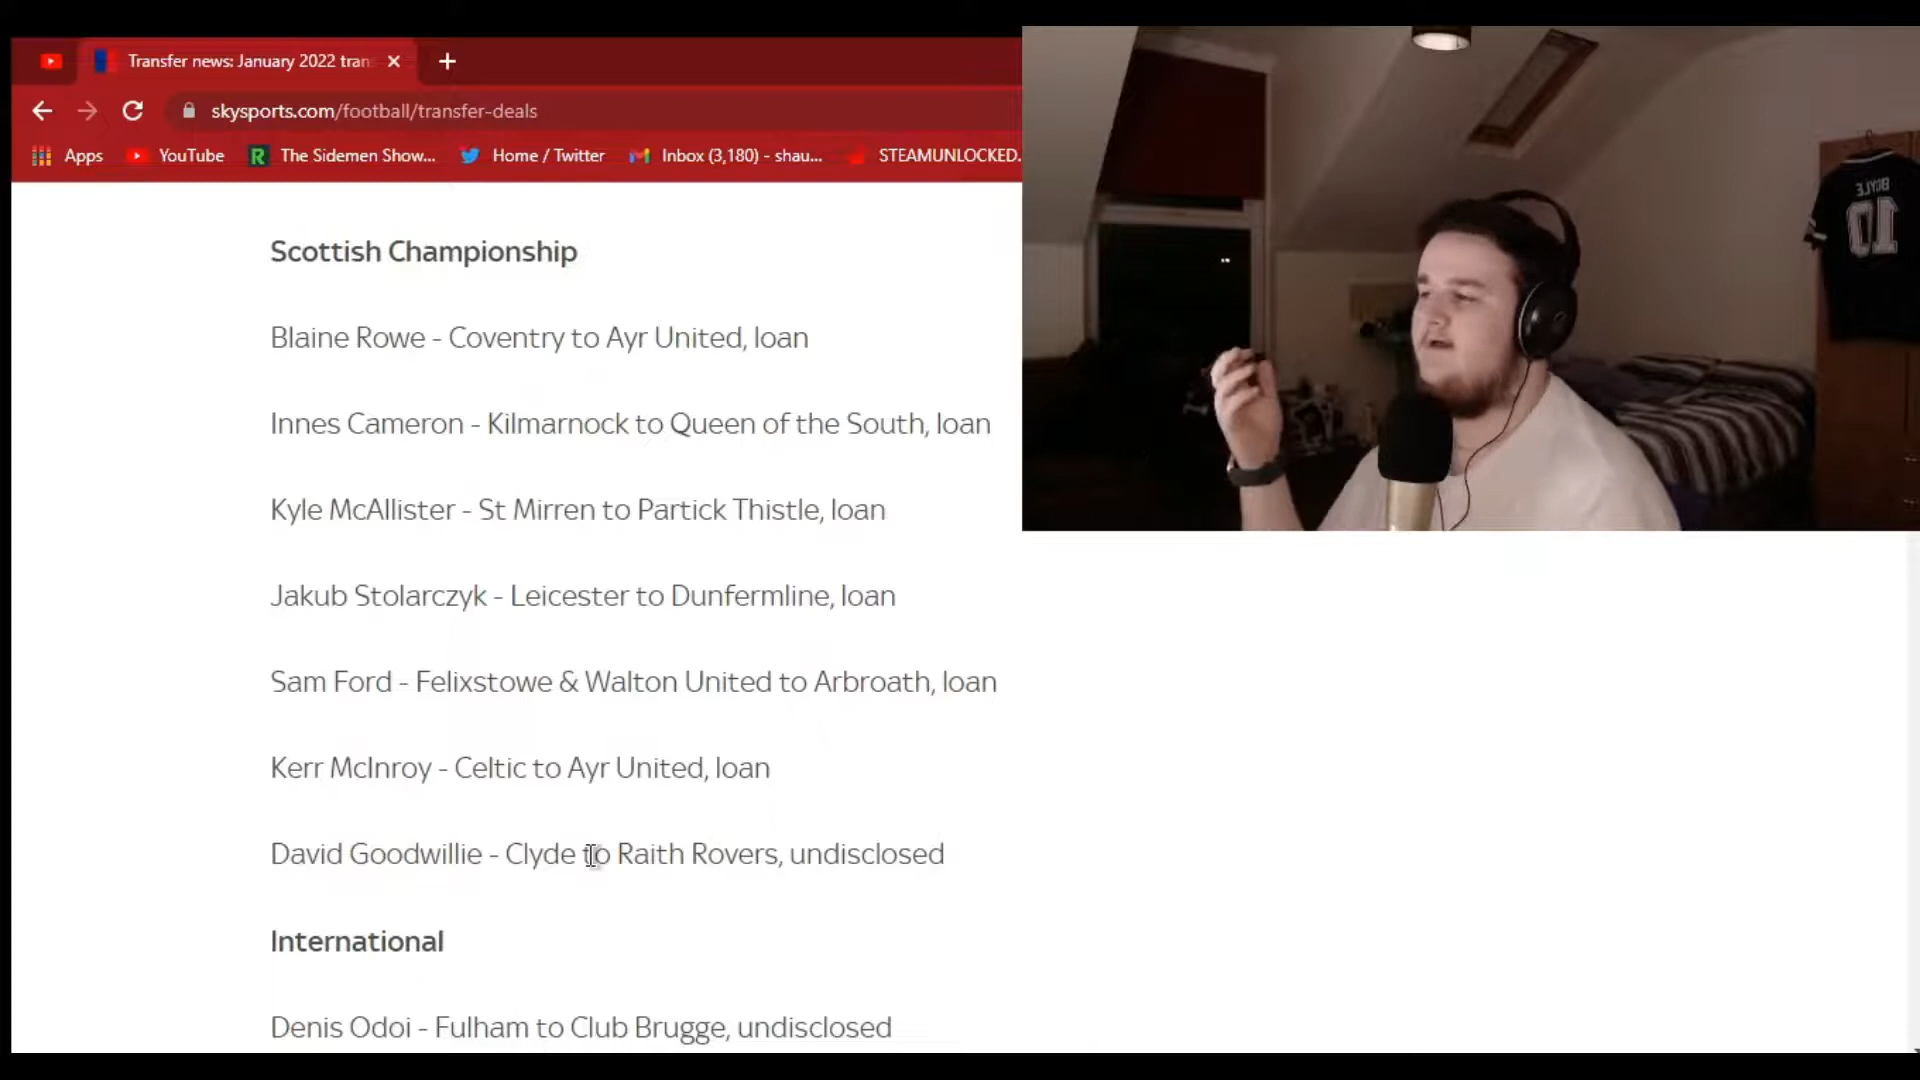 Transfer news: January 2022 tran
skysports.com/football/transfer-deals
Apps YouTube The Sidemen Show... Home / Twitter Inbox (3,180) - shau... STEAMUNLOCKED.
BOYLE
10
Scottish Championship
Blaine Rowe - Coventry to Ayr United, loan
Innes Cameron - Kilmarnock to Queen of the South, loan
Kyle McAllister - St Mirren to Partick Thistle, loan
Jakub Stolarczyk - Leicester to Dunfermline, loan
Sam Ford - Felixstowe & Walton United to Arbroath, loan
Kerr McInroy - Celtic to Ayr United, loan
David Goodwillie - Clyde to Raith Rovers, undisclosed
International
Denis Odoi - Fulham to Club Brugge, undisclosed